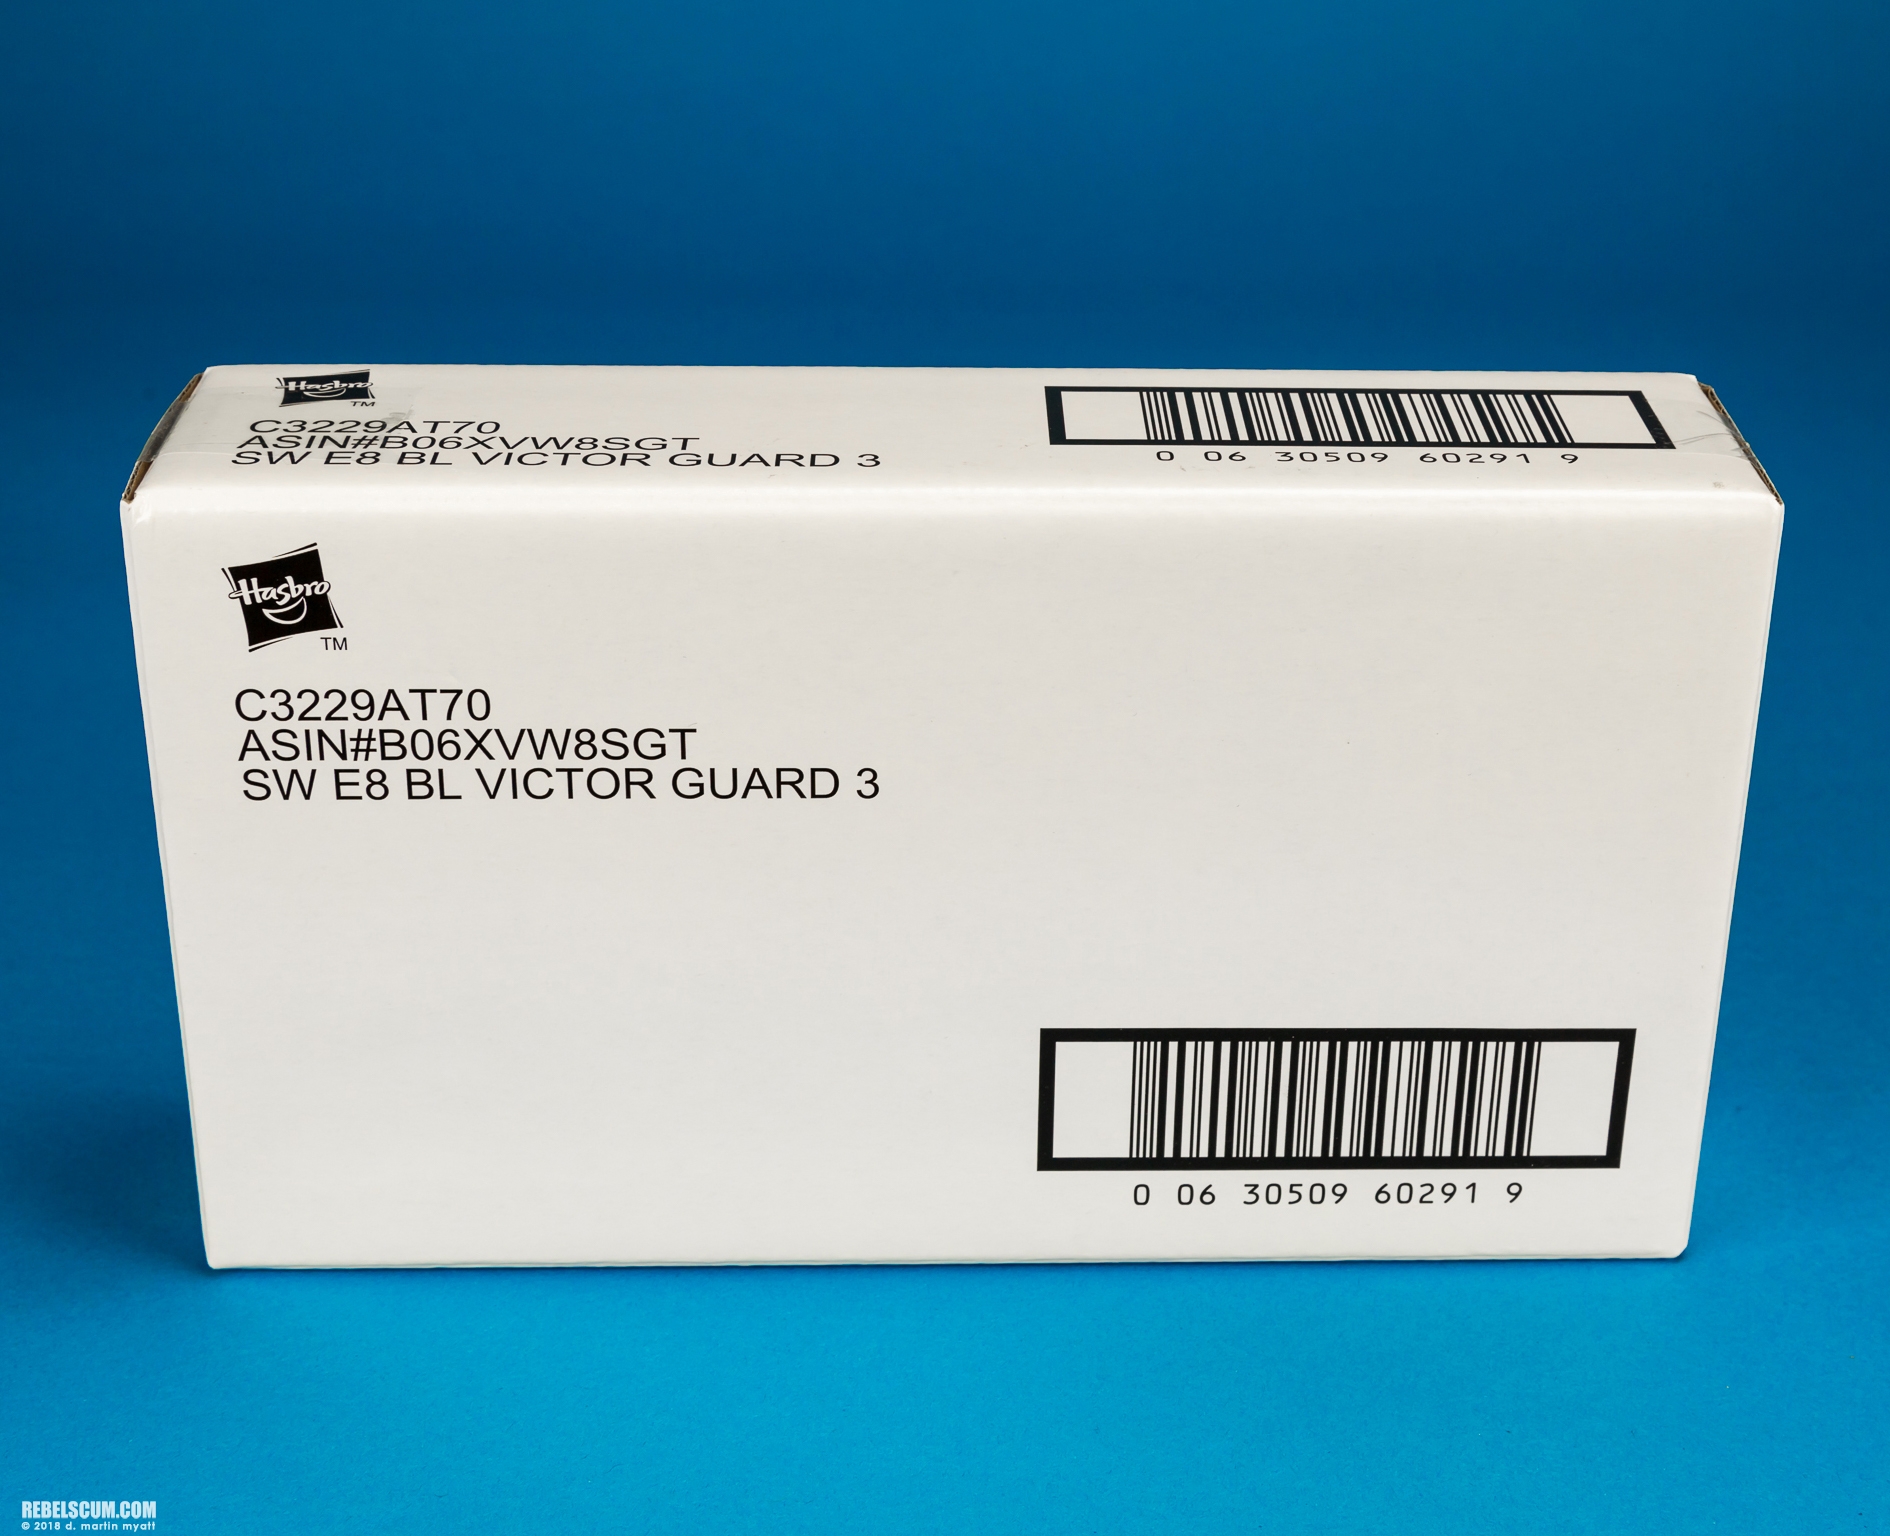 Hasbro
TM
C3229AT70
ASIN#B06XVW8SGT
SW E8 BL VICTOR GUARD 3
0 06 30509 60291 9
Hasbro
TM
C3229AT70
ASIN#B06XVW8SGT
SW E8 BL VICTOR GUARD 3
0 06 30509 60291 9
REBELSCUM.COM
© 2018 d. martin myatt